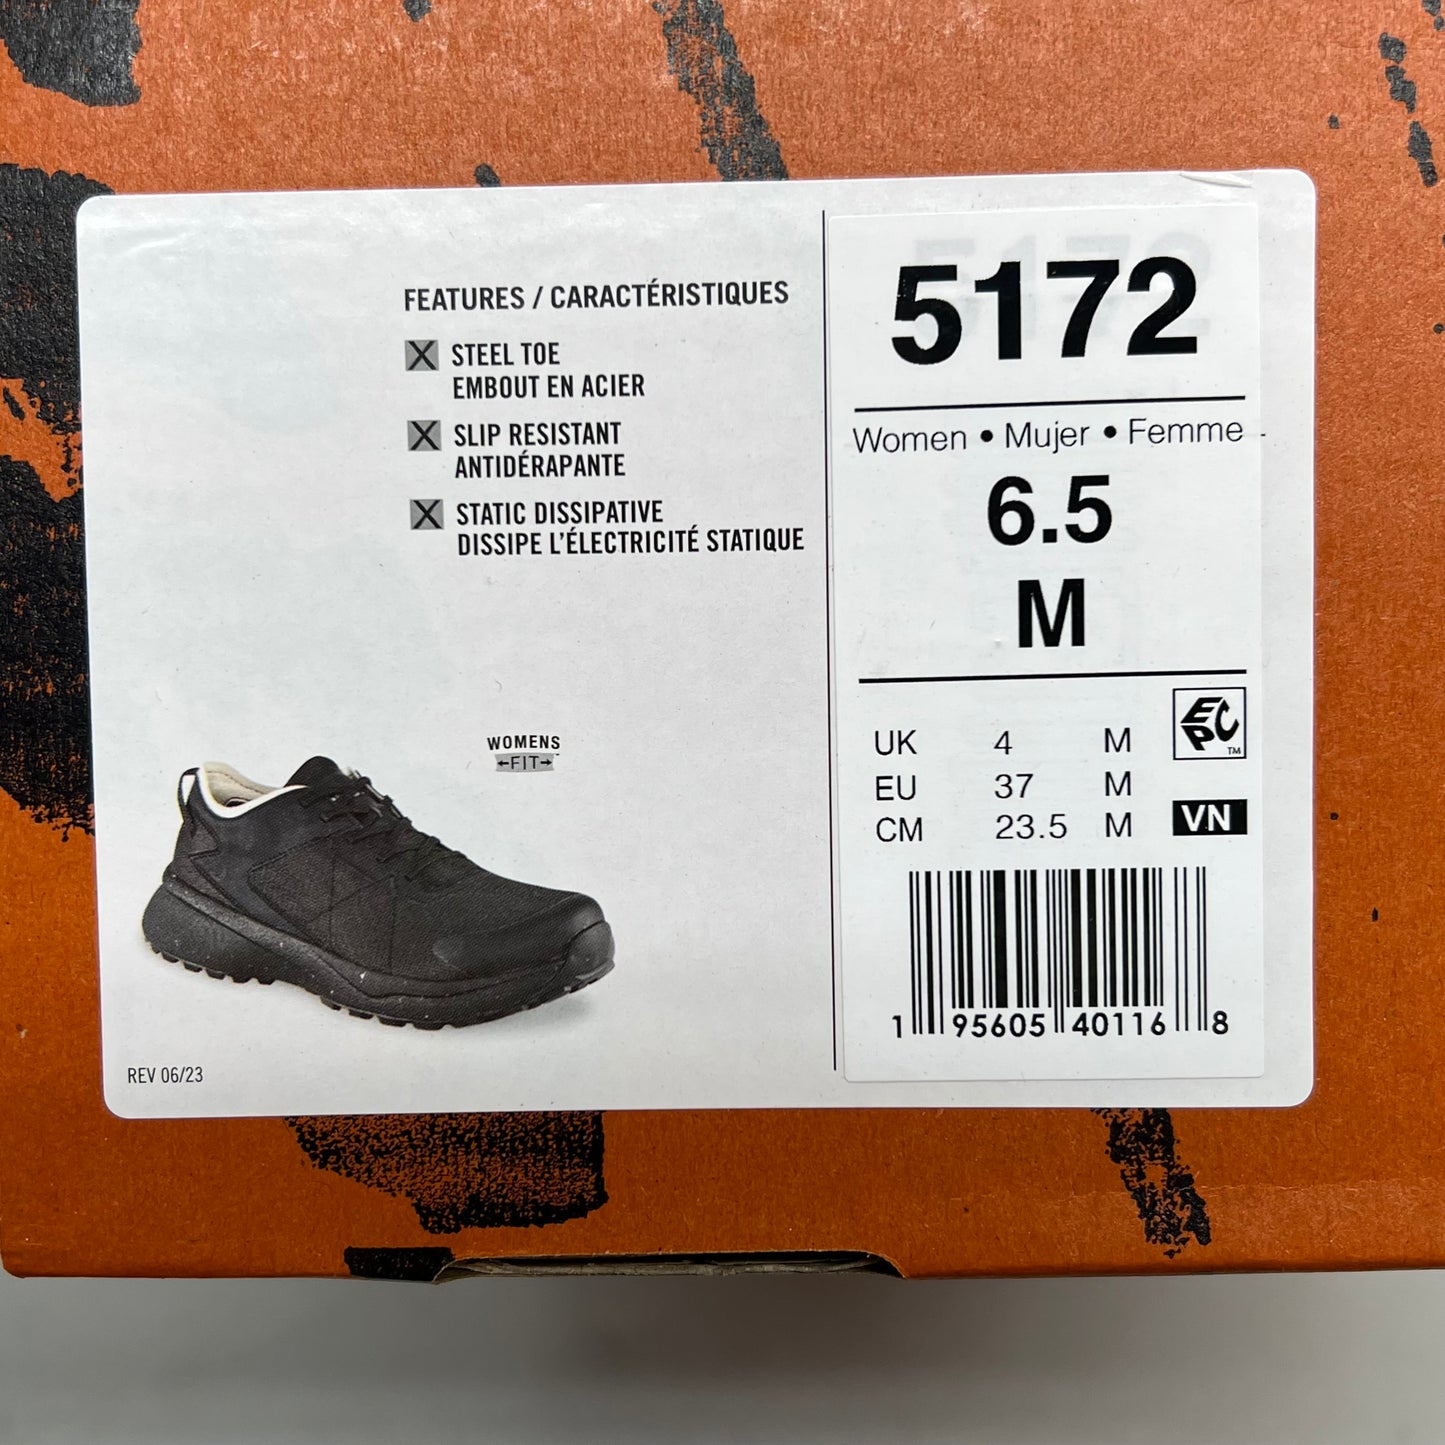 FEATURES / CARACTÉRISTIQUES
X STEEL TOE
EMBOUT EN ACIER
X SLIP RESISTANT
ANTIDÉRAPANTE
X STATIC DISSIPATIVE
DISSIPE L'ÉLECTRICITÉ STATIQUE
WOMENS
FIT
REV 06/23
5172
Women • Mujer • Femme
6.5
M
UK 4 M
EU 37 M
CM 23.5 M
EPC TM
VN
1 95605 40116 8